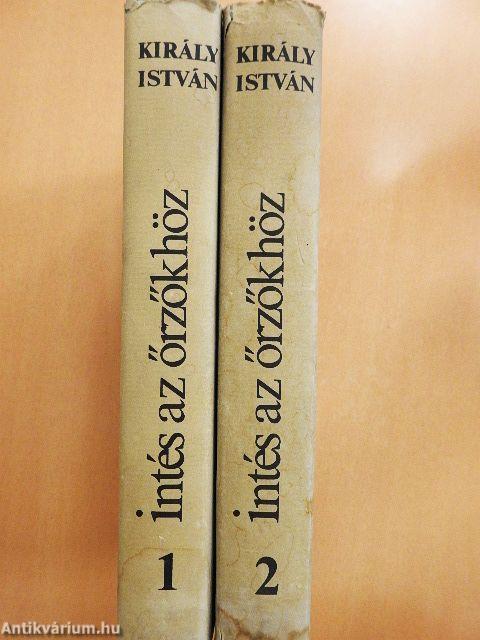 KIRÁLY
ISTVÁN
intés az őrzőkhöz
1
KIRÁLY
ISTVÁN
intés az őrzőkhöz
2
Antikvárium.hu